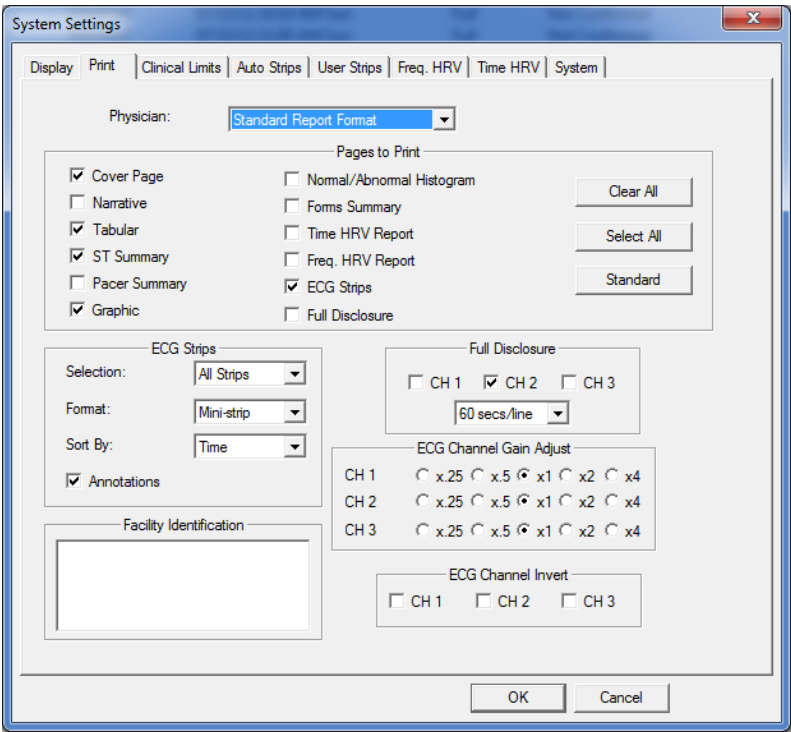 System Settings
Display Print Clinical Limits Auto Strips User Strips Freq. HRV Time HRV System
Physician: Standard Report Format
Pages to Print
Cover Page
Narrative
Tabular
ST Summary
Pacer Summary
Graphic
Normal/Abnormal Histogram
Forms Summary
Time HRV Report
Freq. HRV Report
ECG Strips
Full Disclosure
Clear All
Select All
Standard
ECG Strips
Selection: All Strips
Format: Mini-strip
Sort By: Time
Annotations
Full Disclosure
CH 1 CH 2 CH 3
60 secs/line
ECG Channel Gain Adjust
CH 1 x.25 x.5 x1 x2 x4
CH 2 x.25 x.5 x1 x2 x4
CH 3 x.25 x.5 x1 x2 x4
Facility Identification
ECG Channel Invert
CH 1 CH 2 CH 3
OK Cancel